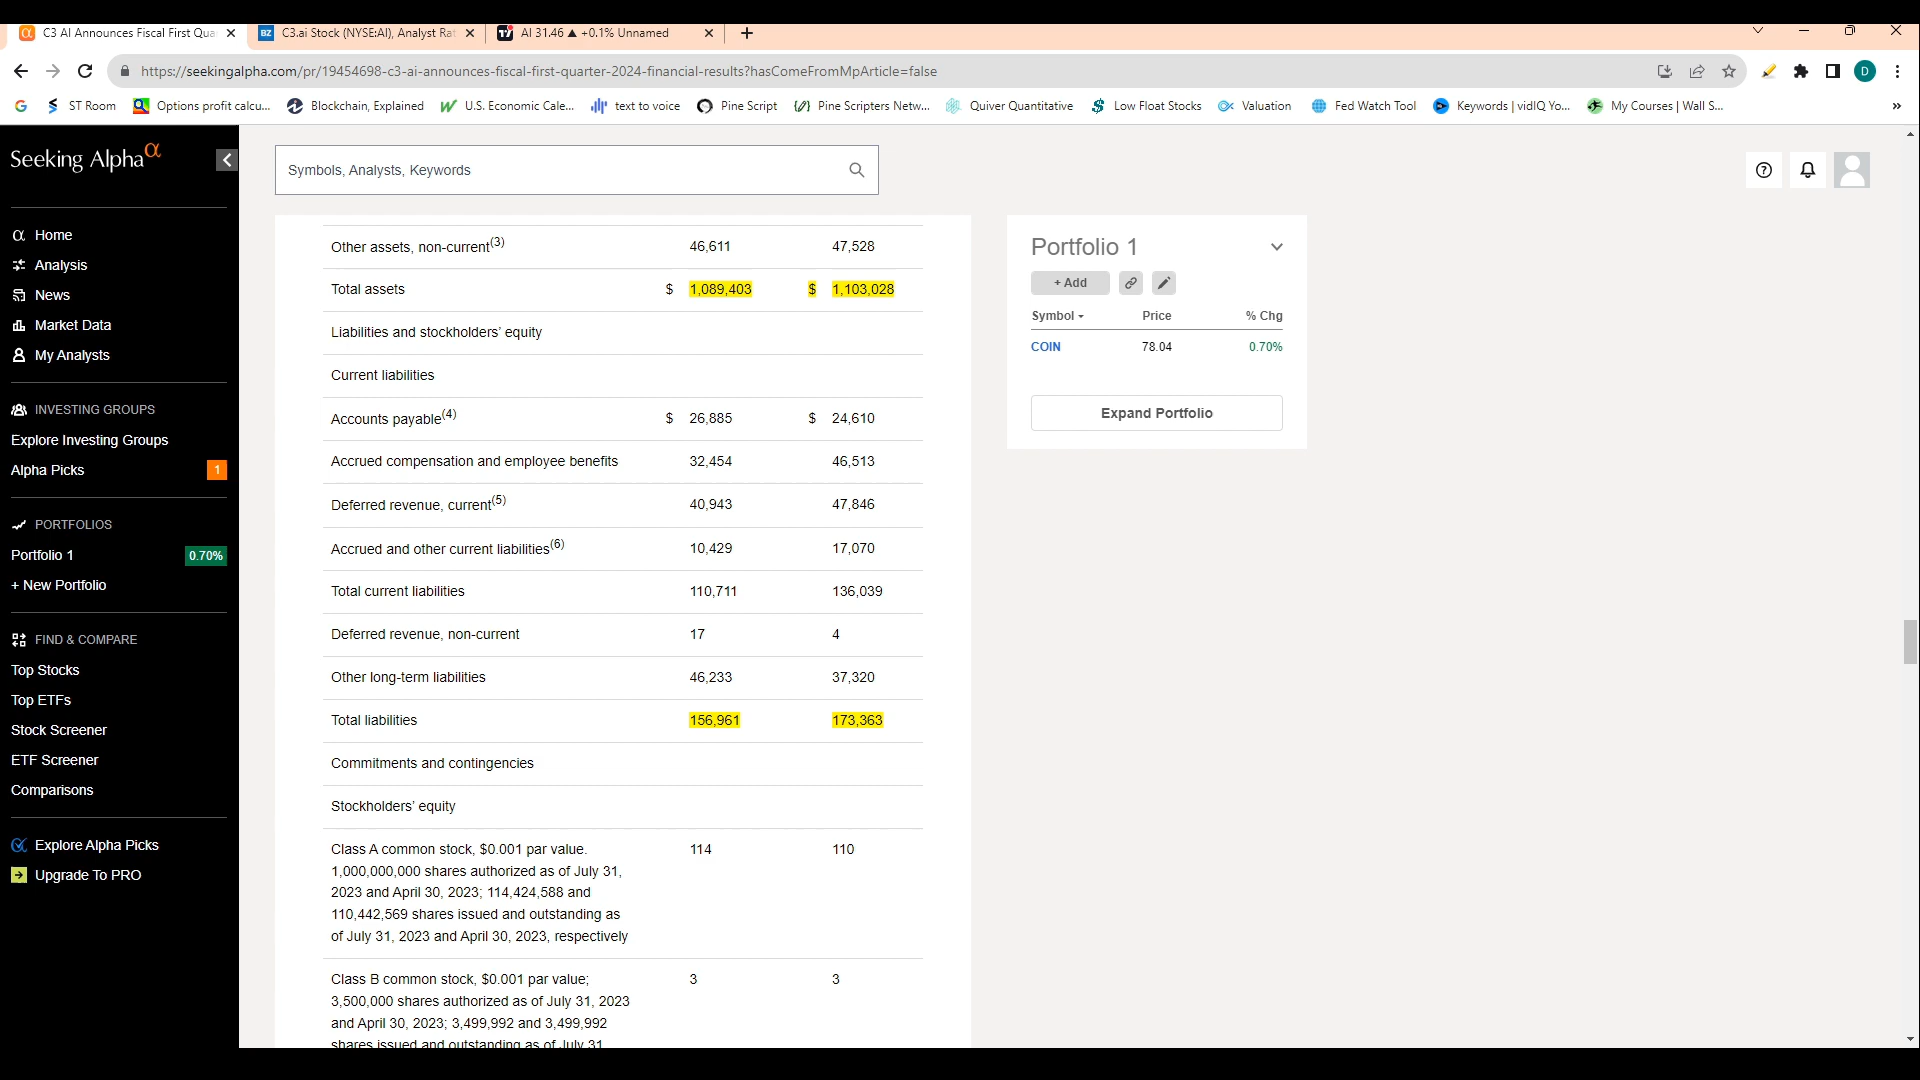 C3 AI Announces Fiscal First Qua
C3.ai Stock (NYSE:AI), Analyst Rat
AI 31.46 ▲ +0.1% Unnamed
https://seekingalpha.com/pr/19454698-c3-ai-announces-fiscal-first-quarter-2024-financial-results?hasComeFromMpArticle=false
D
ST Room
Options profit calcu...
Blockchain, Explained
U.S. Economic Cale...
text to voice
Pine Script
Pine Scripters Netw...
Quiver Quantitative
Low Float Stocks
Valuation
Fed Watch Tool
Keywords | vidIQ Yo...
My Courses | Wall S...
Seeking Alpha α
Home
Analysis
News
Market Data
My Analysts
INVESTING GROUPS
Explore Investing Groups
Alpha Picks 1
PORTFOLIOS
Portfolio 1 0.70%
+ New Portfolio
FIND & COMPARE
Top Stocks
Top ETFs
Stock Screener
ETF Screener
Comparisons
Explore Alpha Picks
Upgrade To PRO
Symbols, Analysts, Keywords
Other assets, non-current(3) 46,611 47,528
Total assets $ 1,089,403 $ 1,103,028
Liabilities and stockholders' equity
Current liabilities
Accounts payable(4) $ 26,885 $ 24,610
Accrued compensation and employee benefits 32,454 46,513
Deferred revenue, current(5) 40,943 47,846
Accrued and other current liabilities(6) 10,429 17,070
Total current liabilities 110,711 136,039
Deferred revenue, non-current 17 4
Other long-term liabilities 46,233 37,320
Total liabilities 156,961 173,363
Commitments and contingencies
Stockholders' equity
Class A common stock, $0.001 par value. 114 110
1,000,000,000 shares authorized as of July 31,
2023 and April 30, 2023; 114,424,588 and
110,442,569 shares issued and outstanding as
of July 31, 2023 and April 30, 2023, respectively
Class B common stock, $0.001 par value; 3 3
3,500,000 shares authorized as of July 31, 2023
and April 30, 2023; 3,499,992 and 3,499,992
shares issued and outstanding as of July 31
Portfolio 1
+ Add
Symbol Price % Chg
COIN 78.04 0.70%
Expand Portfolio